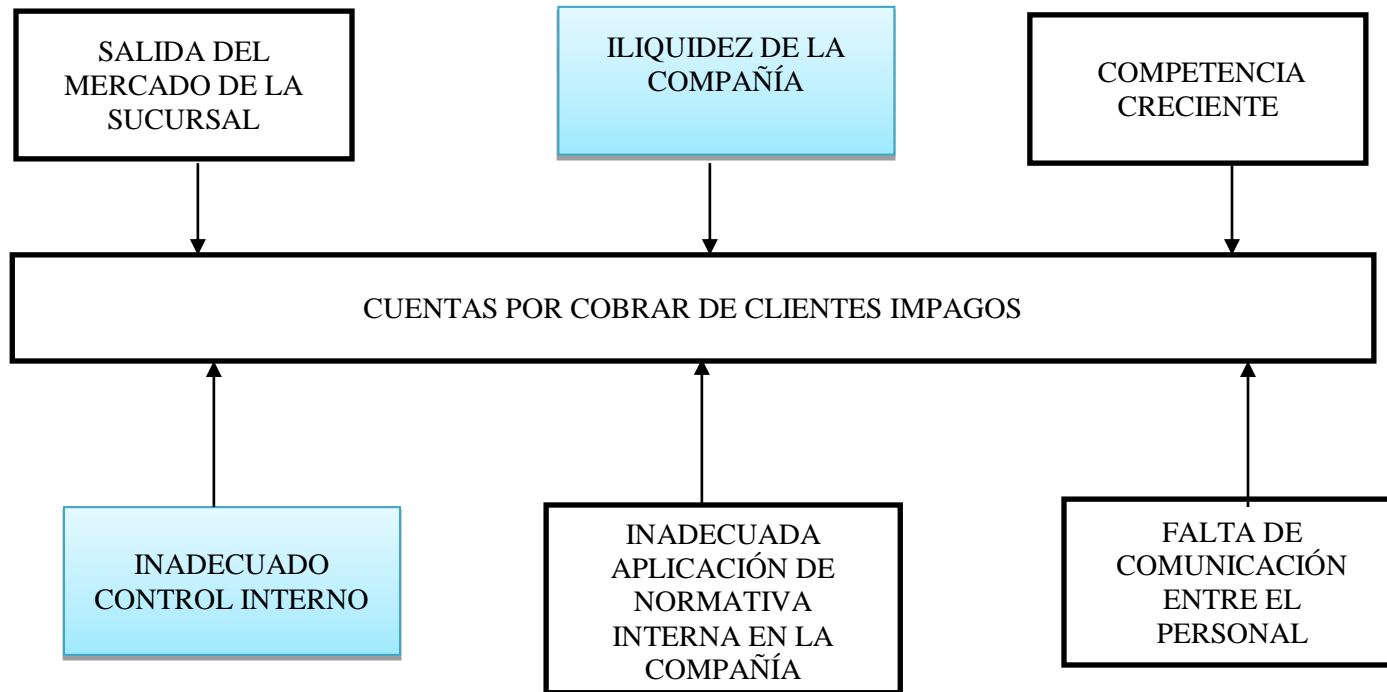 SALIDA DEL
MERCADO DE LA
SUCURSAL
ILIQUIDEZ DE LA
COMPAÑÍA
COMPETENCIA
CRECIENTE
CUENTAS POR COBRAR DE CLIENTES IMPAGOS
INADECUADO
CONTROL INTERNO
INADECUADA
APLICACIÓN DE
NORMATIVA
INTERNA EN LA
COMPAÑÍA
FALTA DE
COMUNICACIÓN
ENTRE EL
PERSONAL